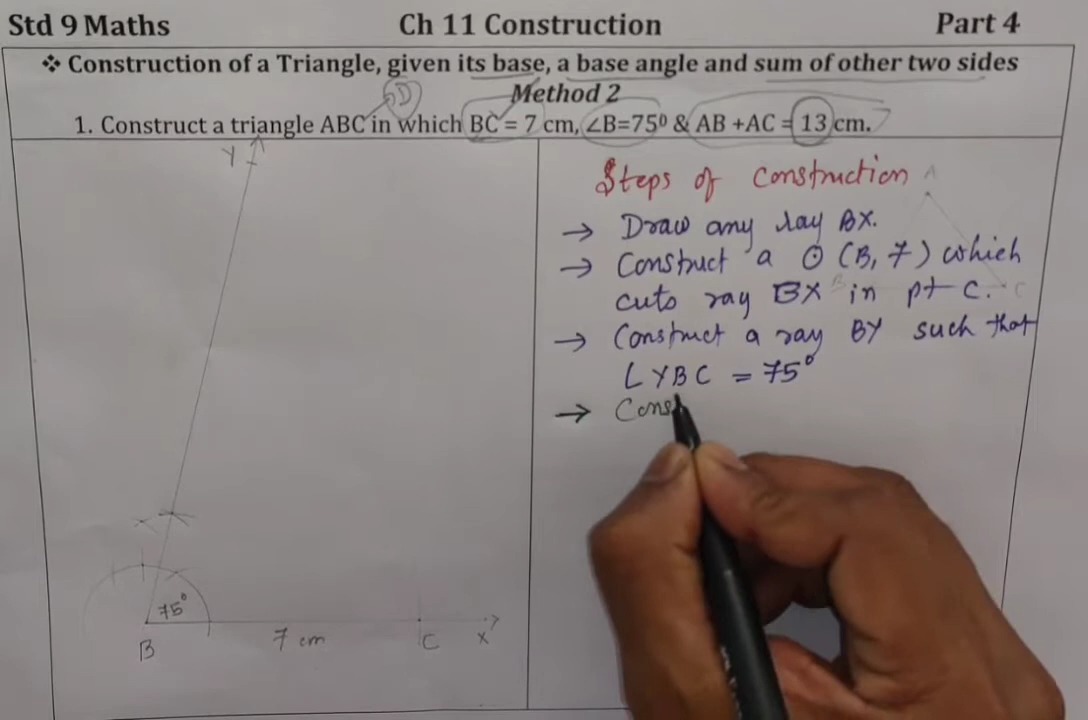 Std 9 Maths Ch 11 Construction Part 4
❖ Construction of a Triangle, given its base, a base angle and sum of other two sides
Method 2
1. Construct a triangle ABC in which BC = 7 cm, ∠B=75⁰ & AB +AC = 13 cm.
Y
75°
B
7 cm
C
X
Steps of Construction
→ Draw any ray BX.
→ Construct a ⊙ (B, 7) which
cuts ray BX in pt C.
→ Construct a ray BY such that
∠YBC = 75°
→ Cons
A
B
C